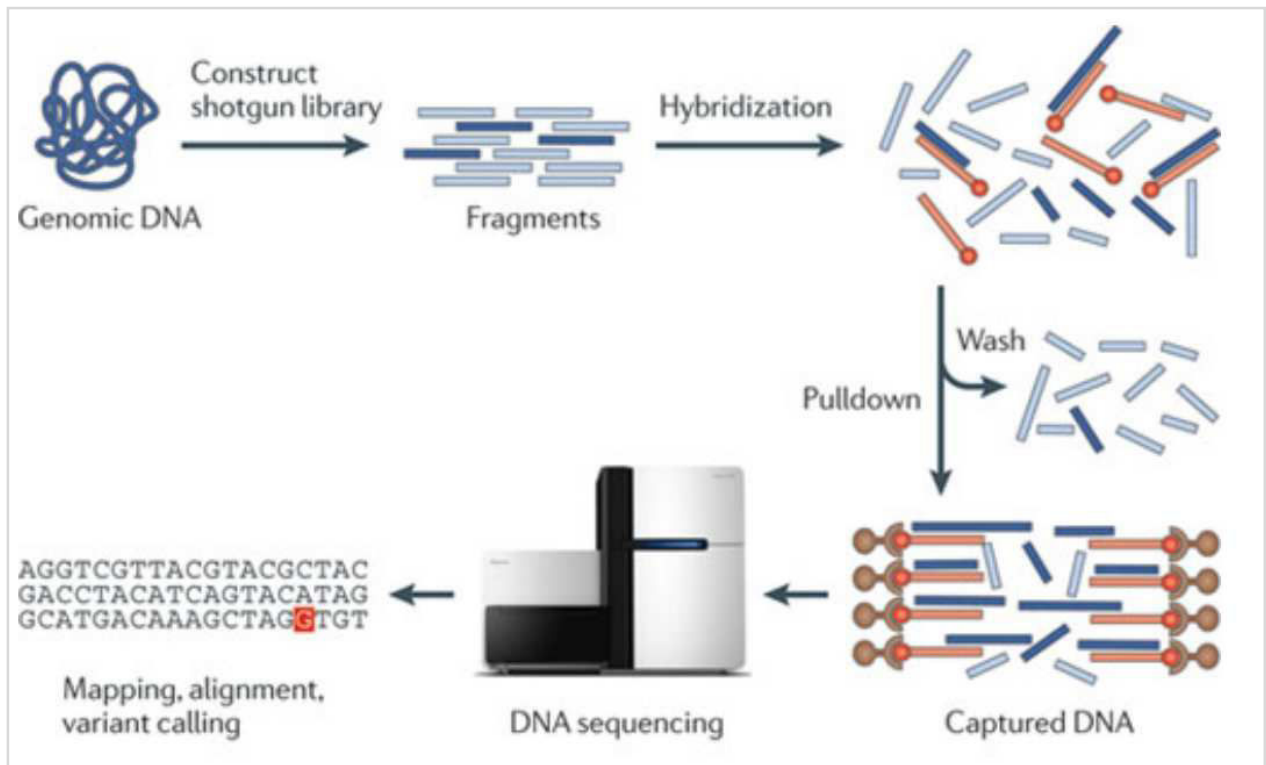 Construct
shotgun library
Genomic DNA
Fragments
Hybridization
Wash
Pulldown
Captured DNA
DNA sequencing
AGGTCGTTACGTACGCTAC
GACCTACATCAGTACATAG
GCATGACAAAGCTAGGTGT
Mapping, alignment,
variant calling